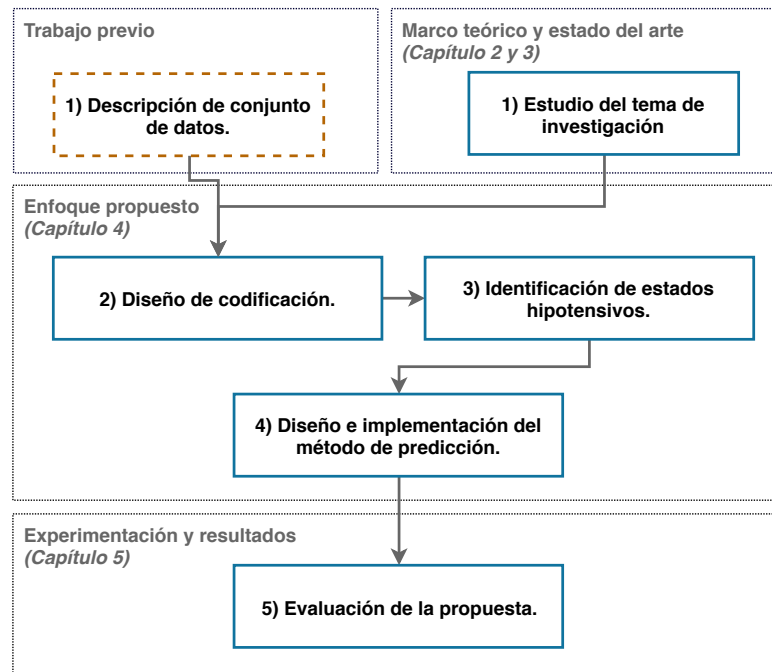 Trabajo previo
1) Descripción de conjunto
de datos.
Marco teórico y estado del arte
(Capítulo 2 y 3)
1) Estudio del tema de
investigación
Enfoque propuesto
(Capítulo 4)
2) Diseño de codificación.
3) Identificación de estados
hipotensivos.
4) Diseño e implementación del
método de predicción.
Experimentación y resultados
(Capítulo 5)
5) Evaluación de la propuesta.